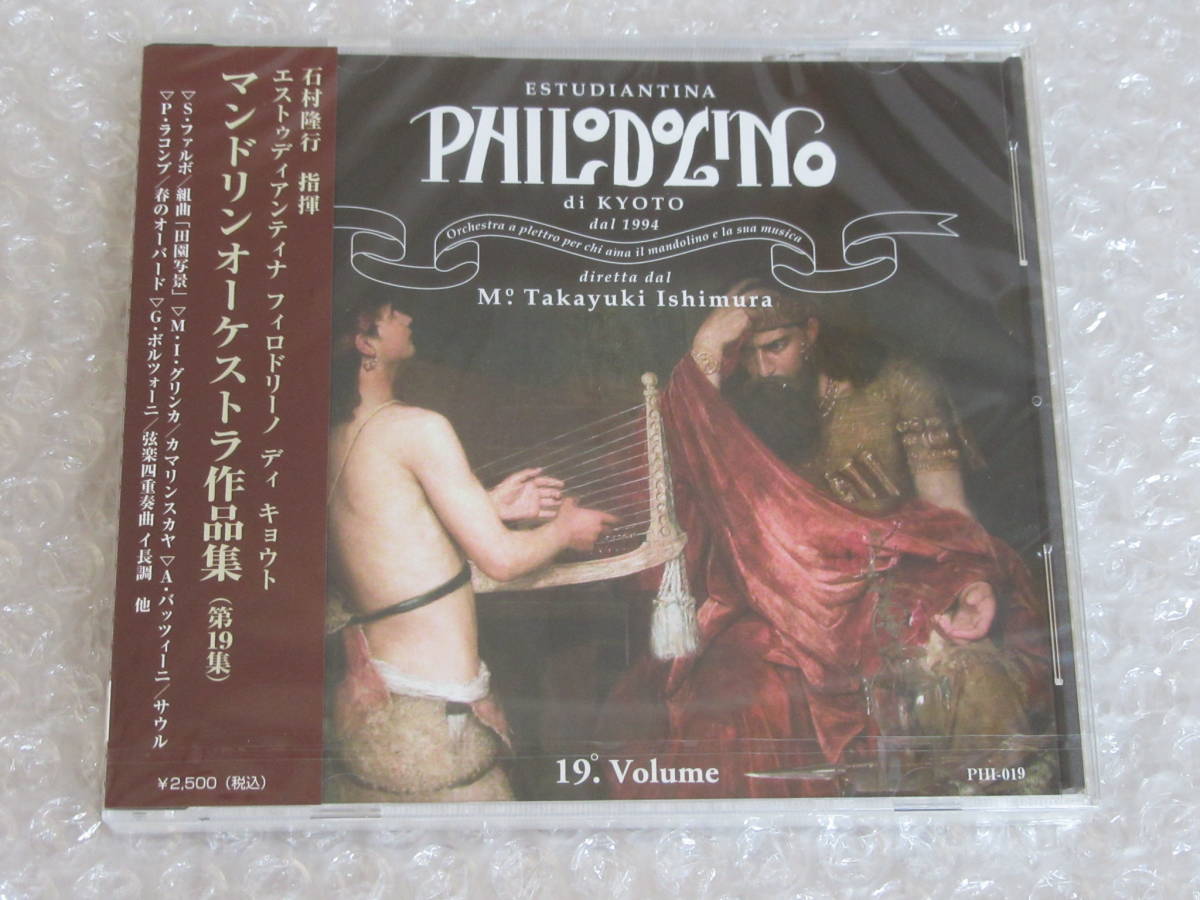 石村隆行 指揮
エストゥディアンティナ フィロドリーノ ディ キョウト
マンドリンオーケストラ作品集(第19集)
▽S・ファルボ/組曲「田園写景」▽M・I・グリンカ/カマリンスカヤ▽A・バッツィーニ/サウル
▽P・ラコンブ/春のオーバード▽G・ボルツォーニ/弦楽四重奏曲 イ長調 他
¥2,500(税込)
ESTUDIANTINA
PHILODOLINO
di KYOTO
dal 1994
Orchestra a plettro per chi ama il mandolino e la sua musica
diretta dal
Mº. Takayuki Ishimura
19º. Volume
PHI-019